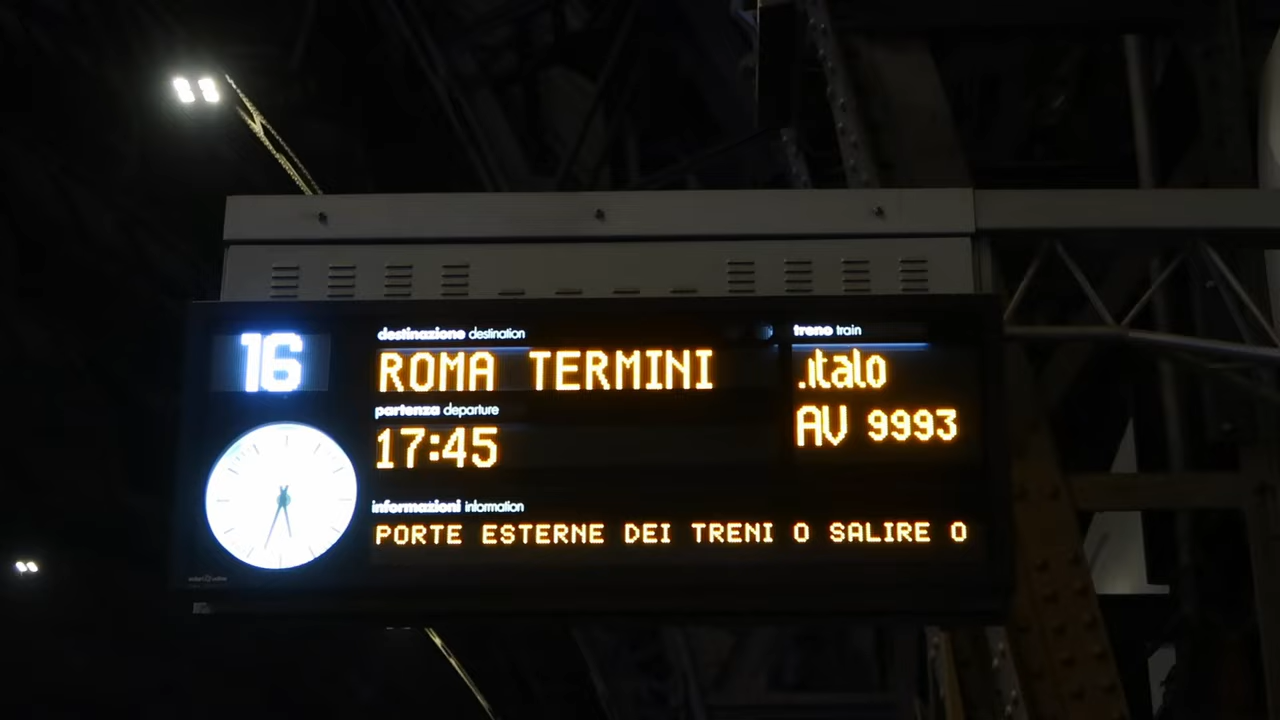 16
destinazione destination
ROMA TERMINI
treno train
.italo
AV 9993
partenza departure
17:45
informazioni information
PORTE ESTERNE DEI TRENI O SALIRE O